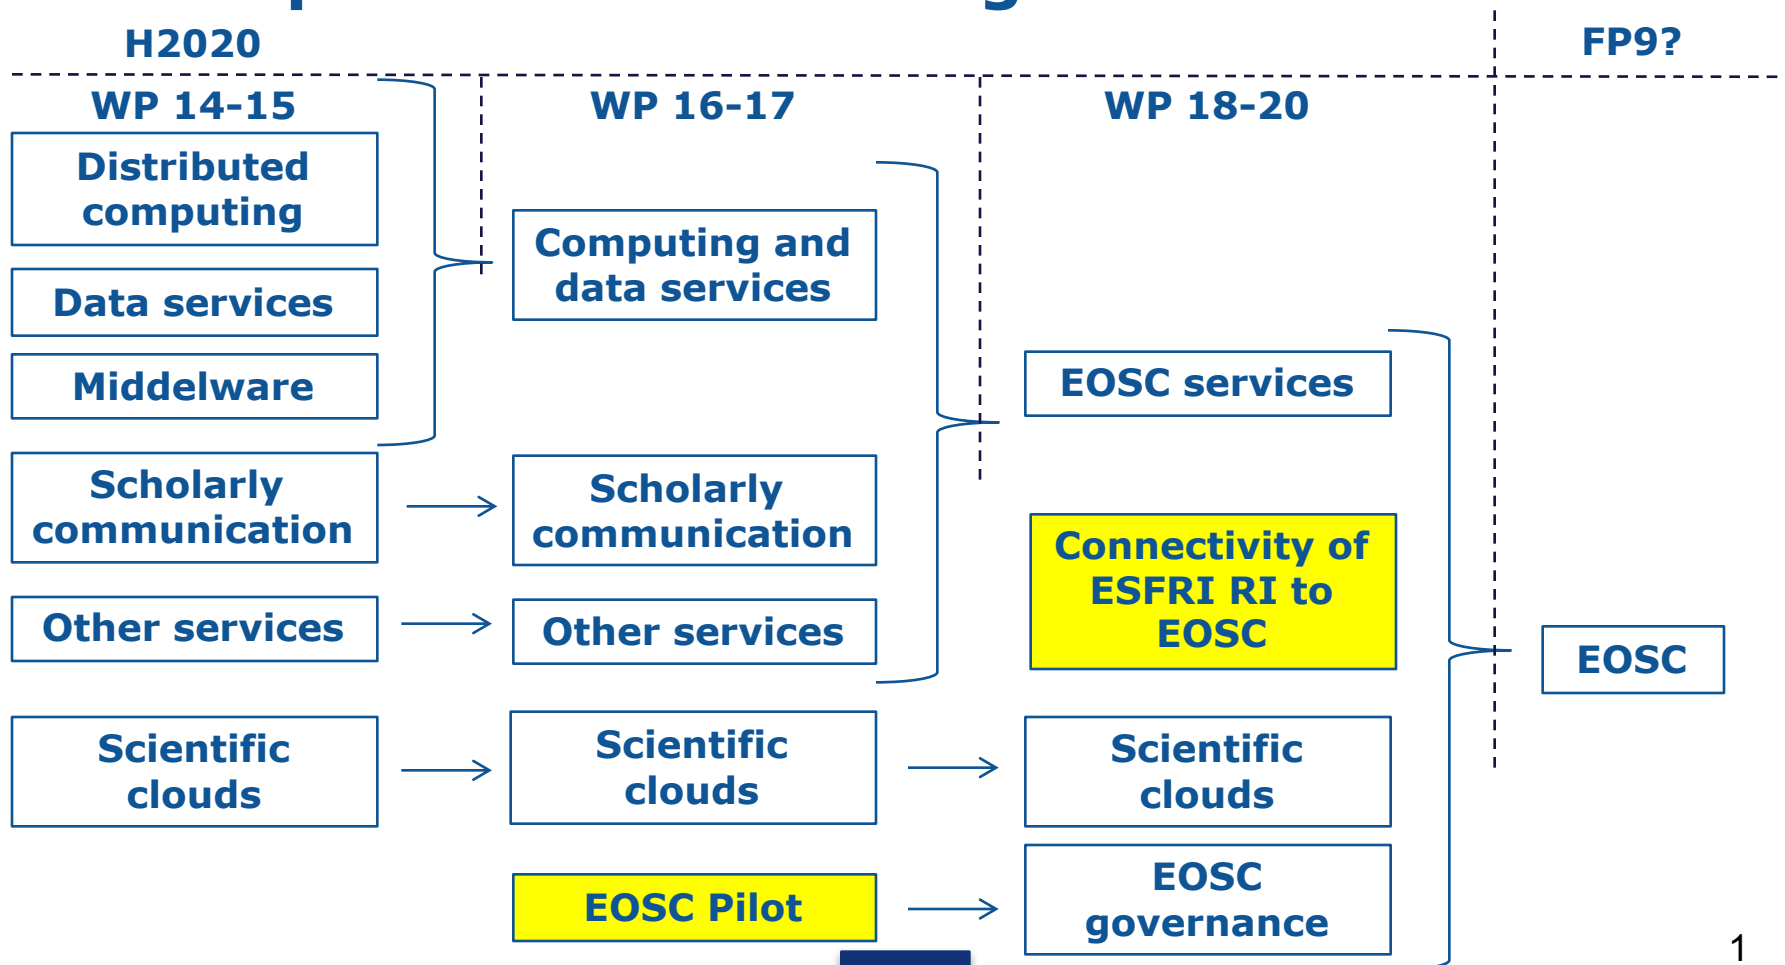 H2020
FP9?
WP 14-15
WP 16-17
WP 18-20
Distributed
computing
Data services
Middelware
Scholarly
communication
Other services
Scientific
clouds
Computing and
data services
Scholarly
communication
Other services
Scientific
clouds
EOSC Pilot
EOSC services
Connectivity of
ESFRI RI to
EOSC
Scientific
clouds
EOSC
governance
EOSC
1